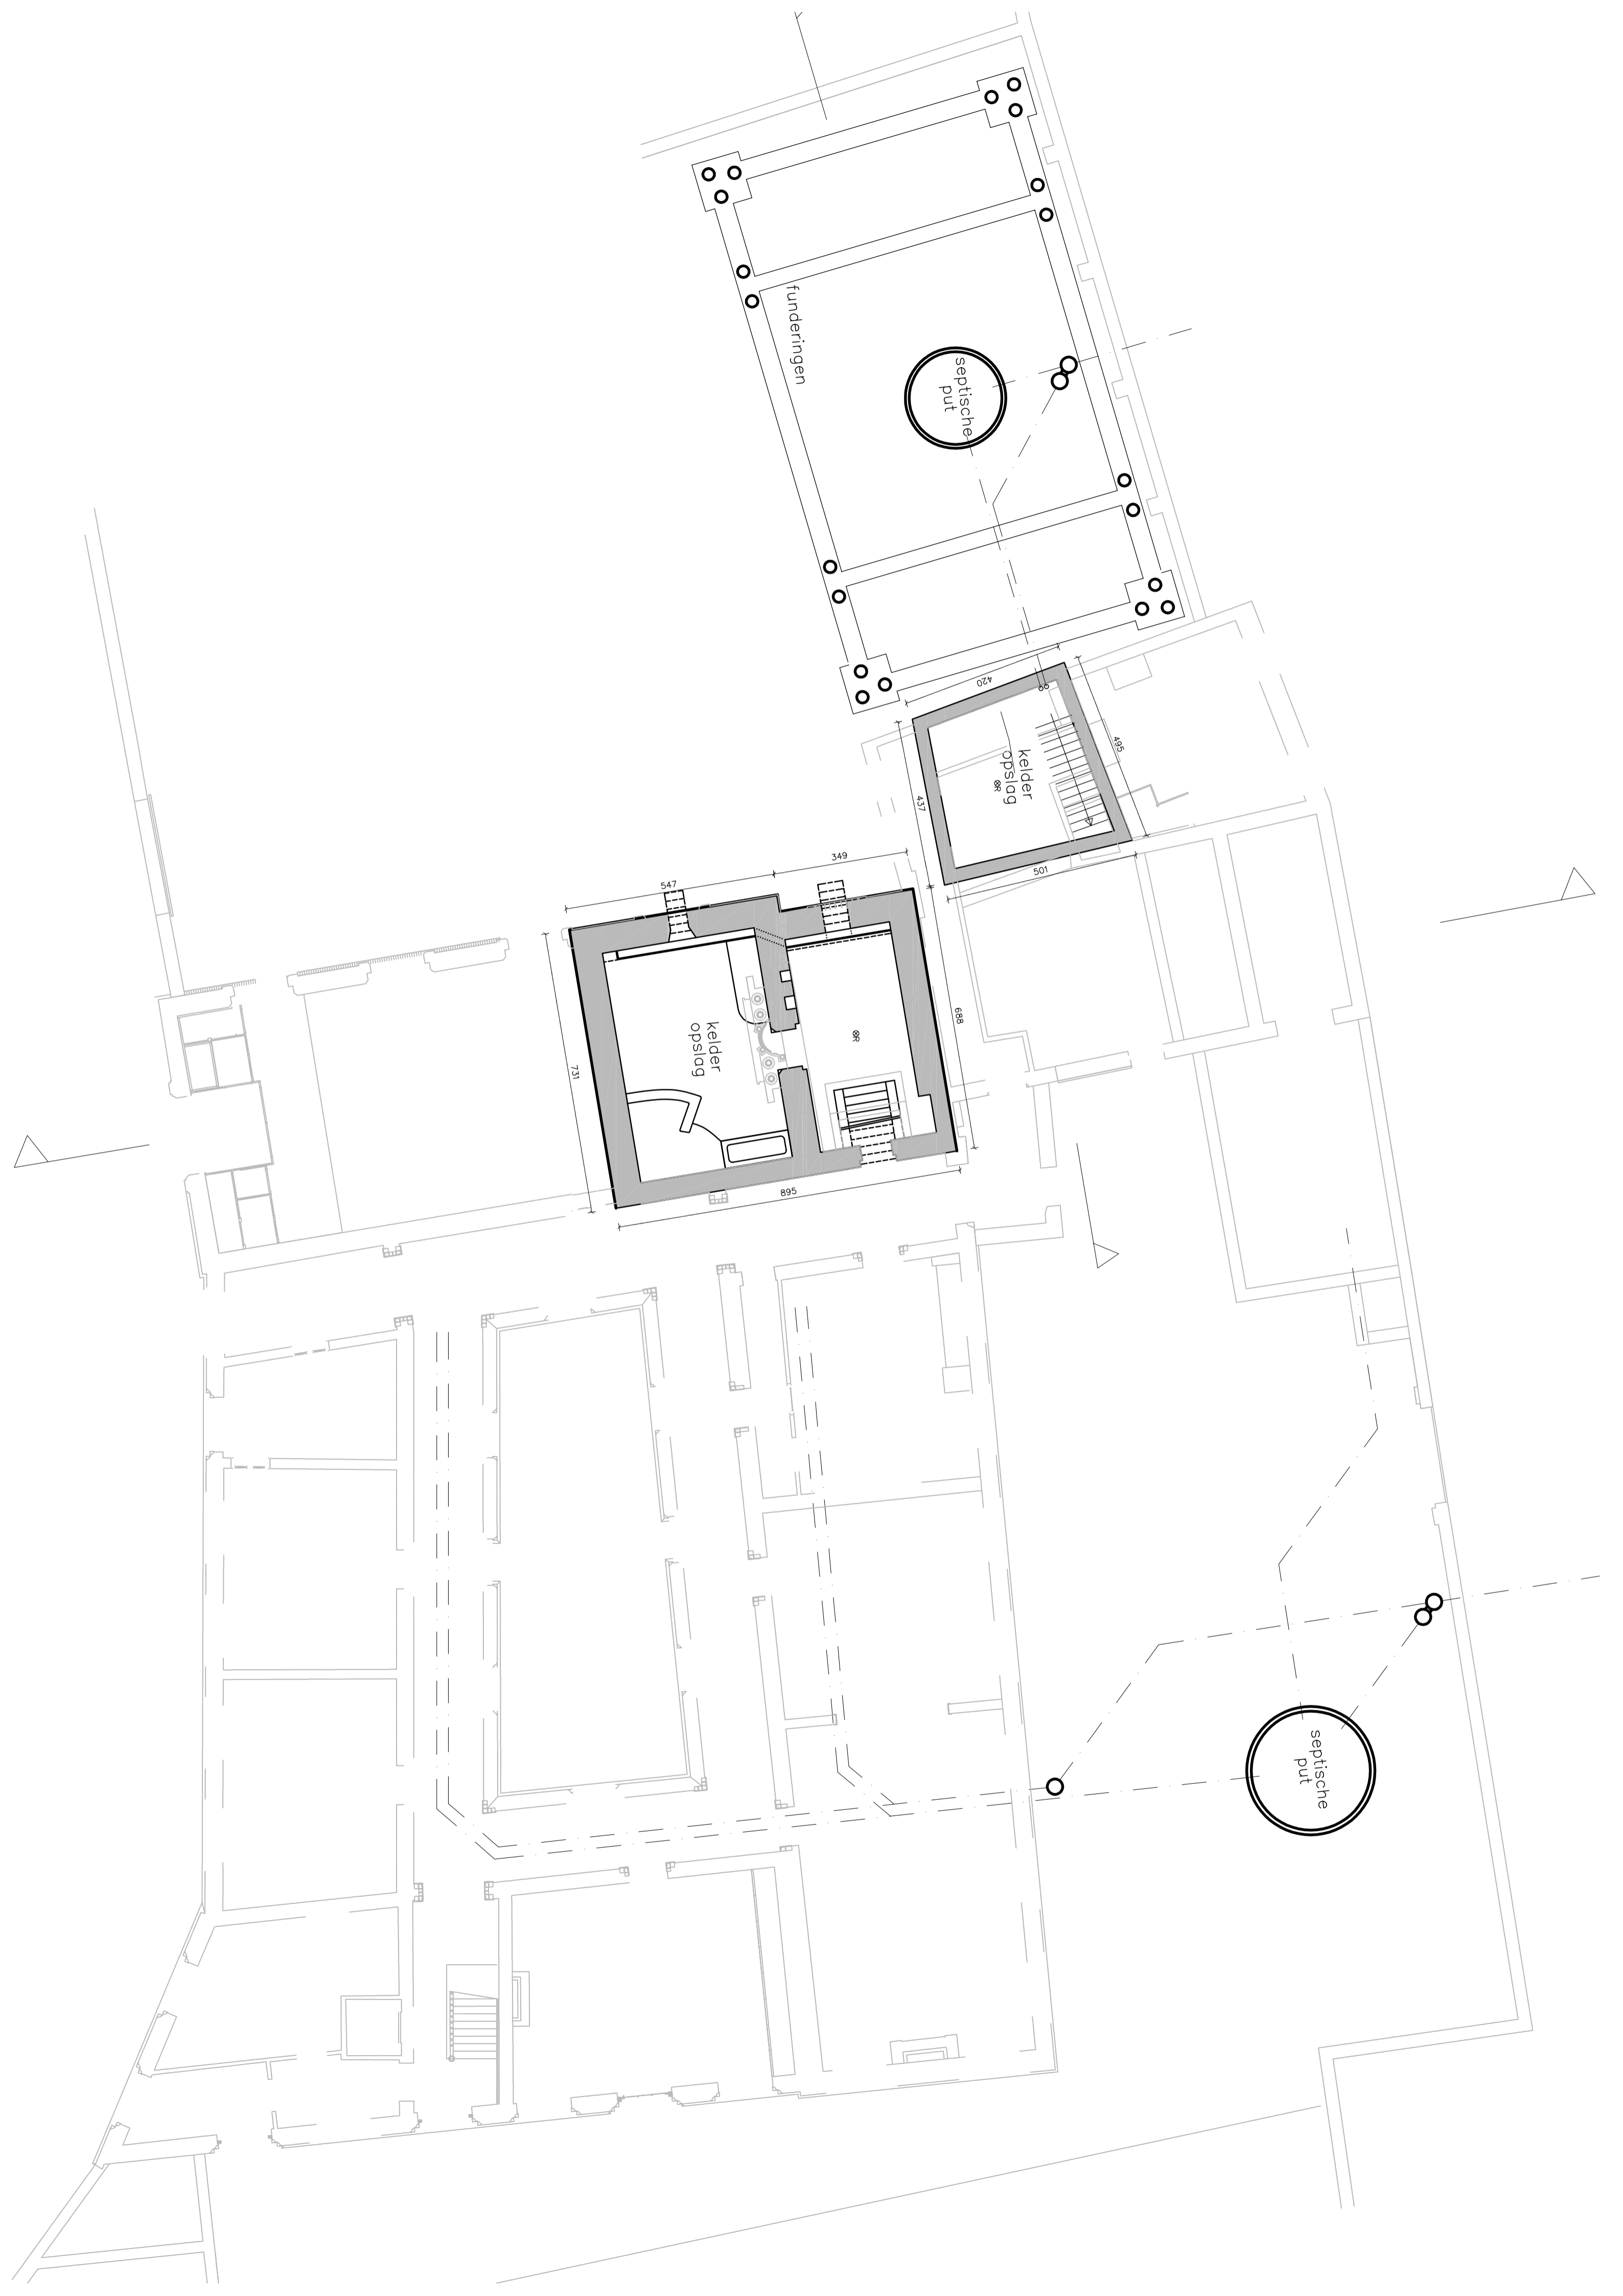 funderingen
septische
put
420
495
kelder
opslag
437
501
349
547
688
kelder
opslag
731
895
septische
put